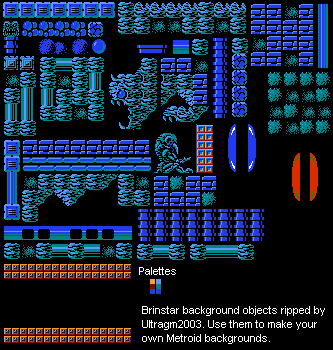 Palettes
Brinstar background objects ripped by
Ultragm2003. Use them to make your
own Metroid backgrounds.